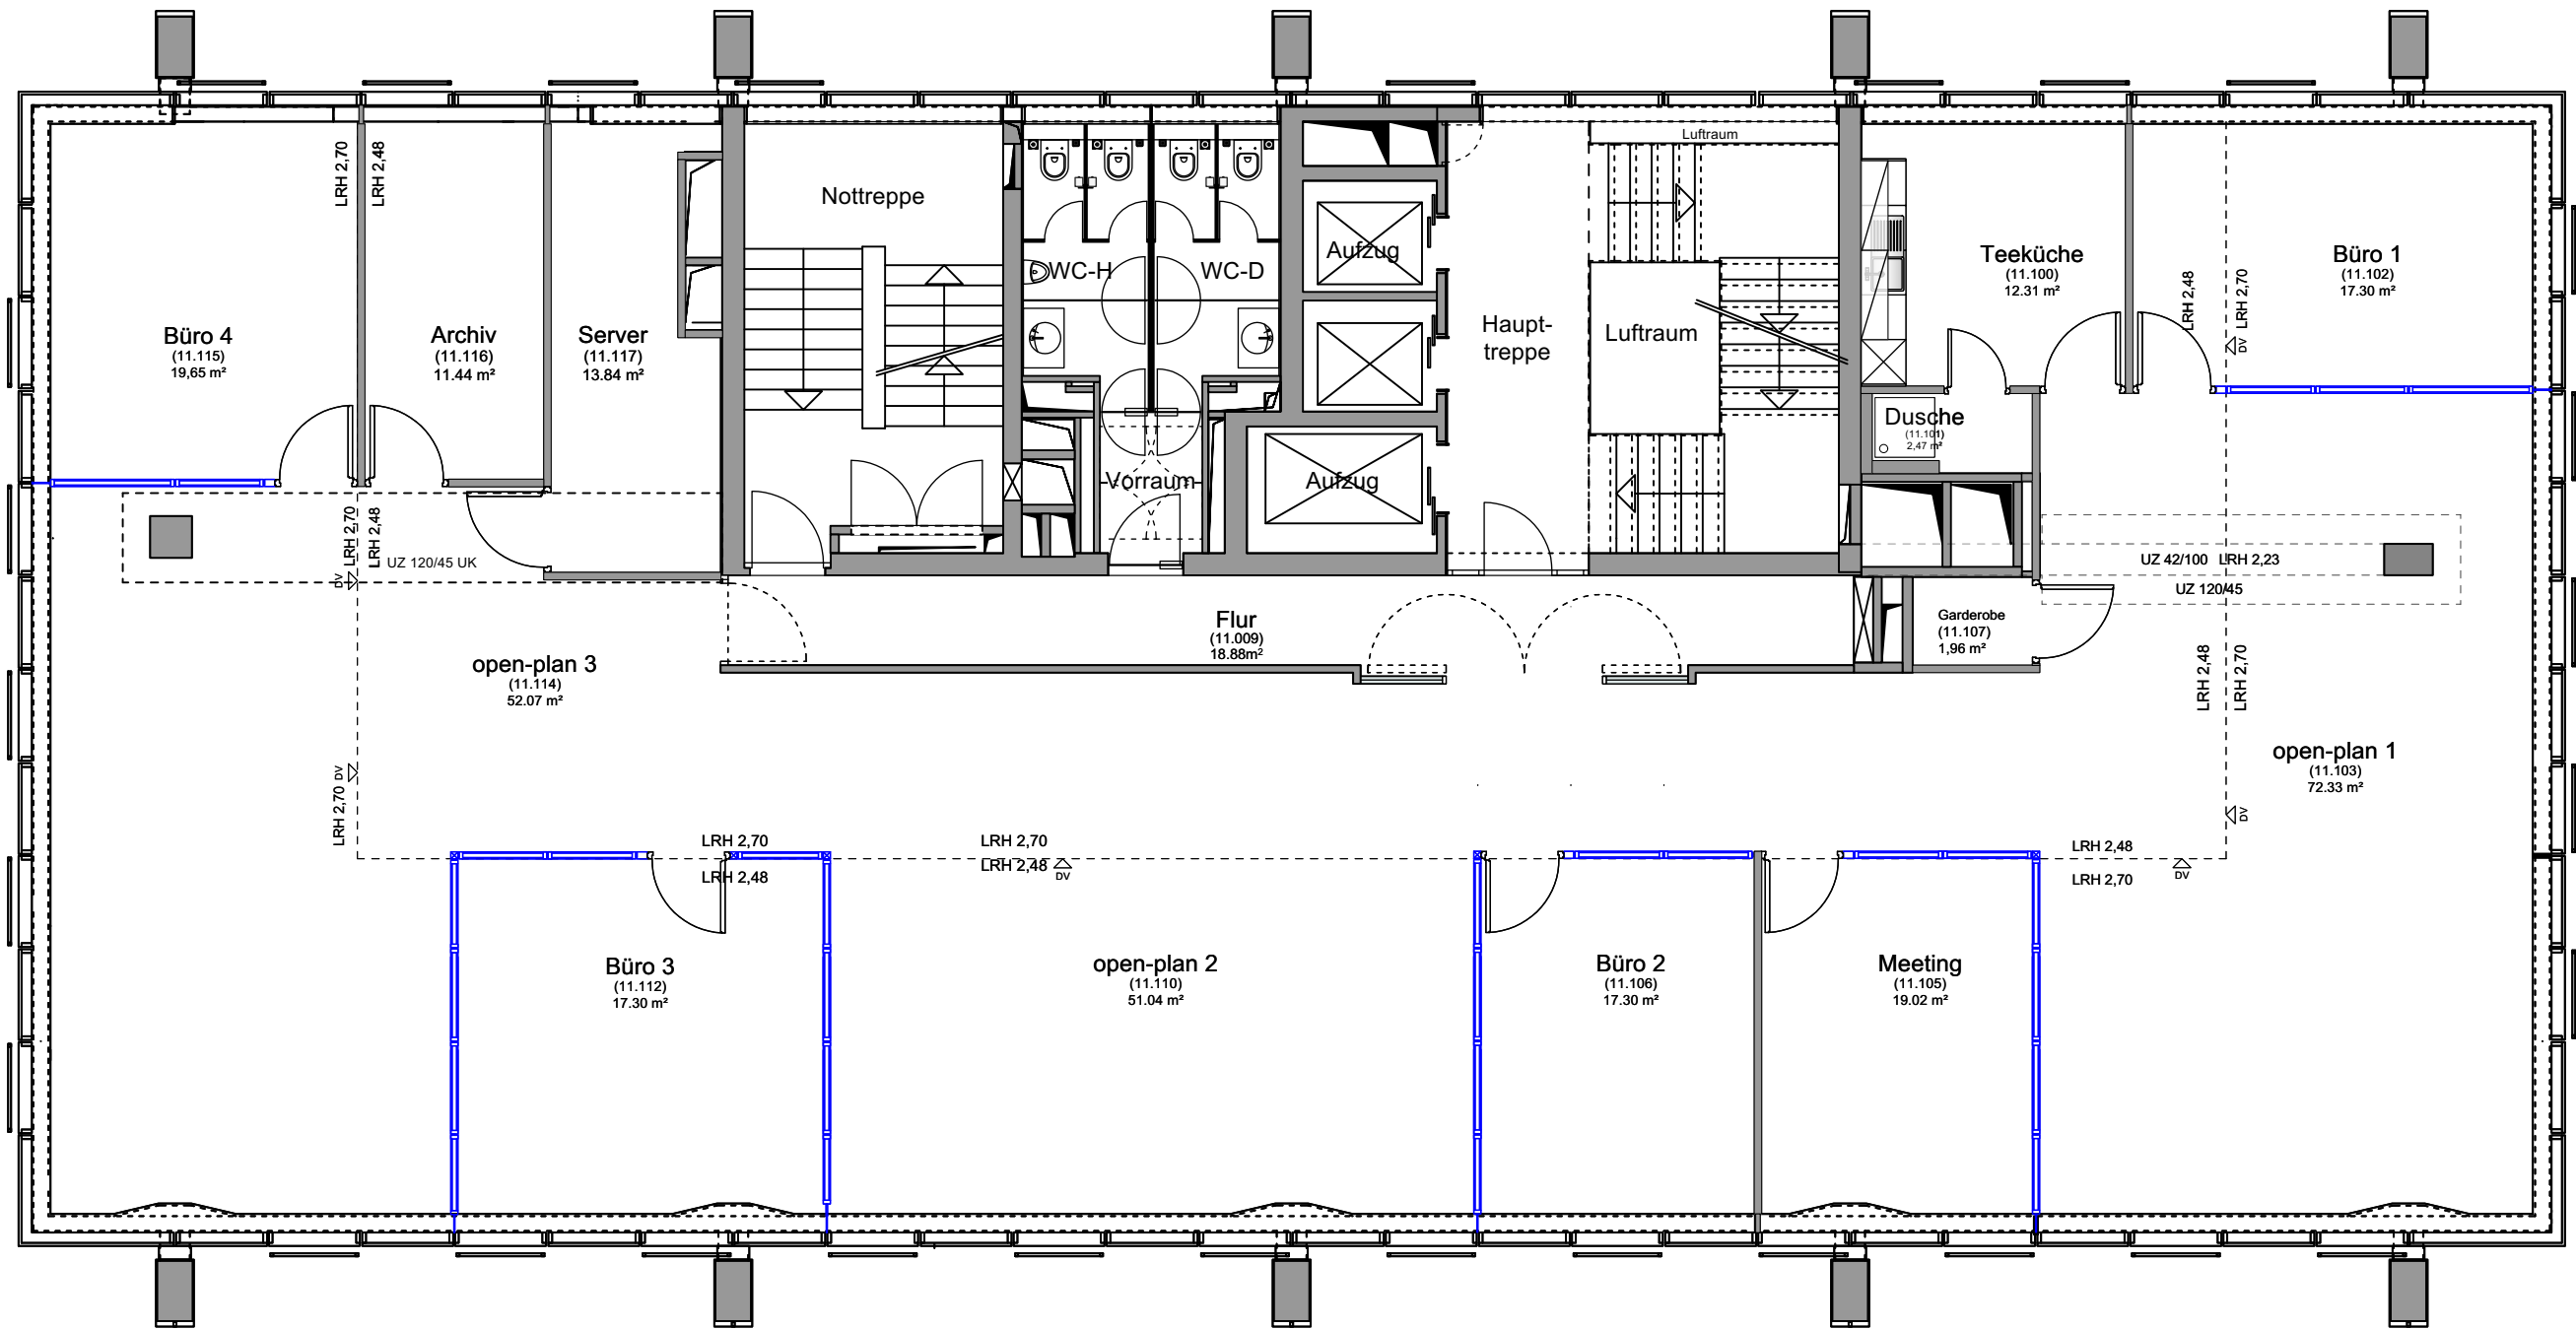 Luftraum
LRH 2,70
LRH 2,48
Nottreppe
WC-H
WC-D
Aufzug
Teeküche
(11.100)
12.31 m²
Büro 1
(11.102)
17.30 m²
LRH 2,48
LRH 2,70
DV
Büro 4
(11.115)
19,65 m²
Archiv
(11.116)
11.44 m²
Server
(11.117)
13.84 m²
Haupt-
treppe
Luftraum
Dusche
(11.101)
2,47 m²
Vorraum
Aufzug
LRH 2,70
LRH 2,48
DV
UZ 120/45 UK
UZ 42/100 LRH 2,23
UZ 120/45
Flur
(11.009)
18.88m²
Garderobe
(11.107)
1,96 m²
open-plan 3
(11.114)
52.07 m²
LRH 2,48
LRH 2,70
open-plan 1
(11.103)
72.33 m²
DV
LRH 2,70
DV
LRH 2,70
LRH 2,48
LRH 2,70
LRH 2,48
DV
LRH 2,48
LRH 2,70
DV
Büro 3
(11.112)
17.30 m²
open-plan 2
(11.110)
51.04 m²
Büro 2
(11.106)
17.30 m²
Meeting
(11.105)
19.02 m²